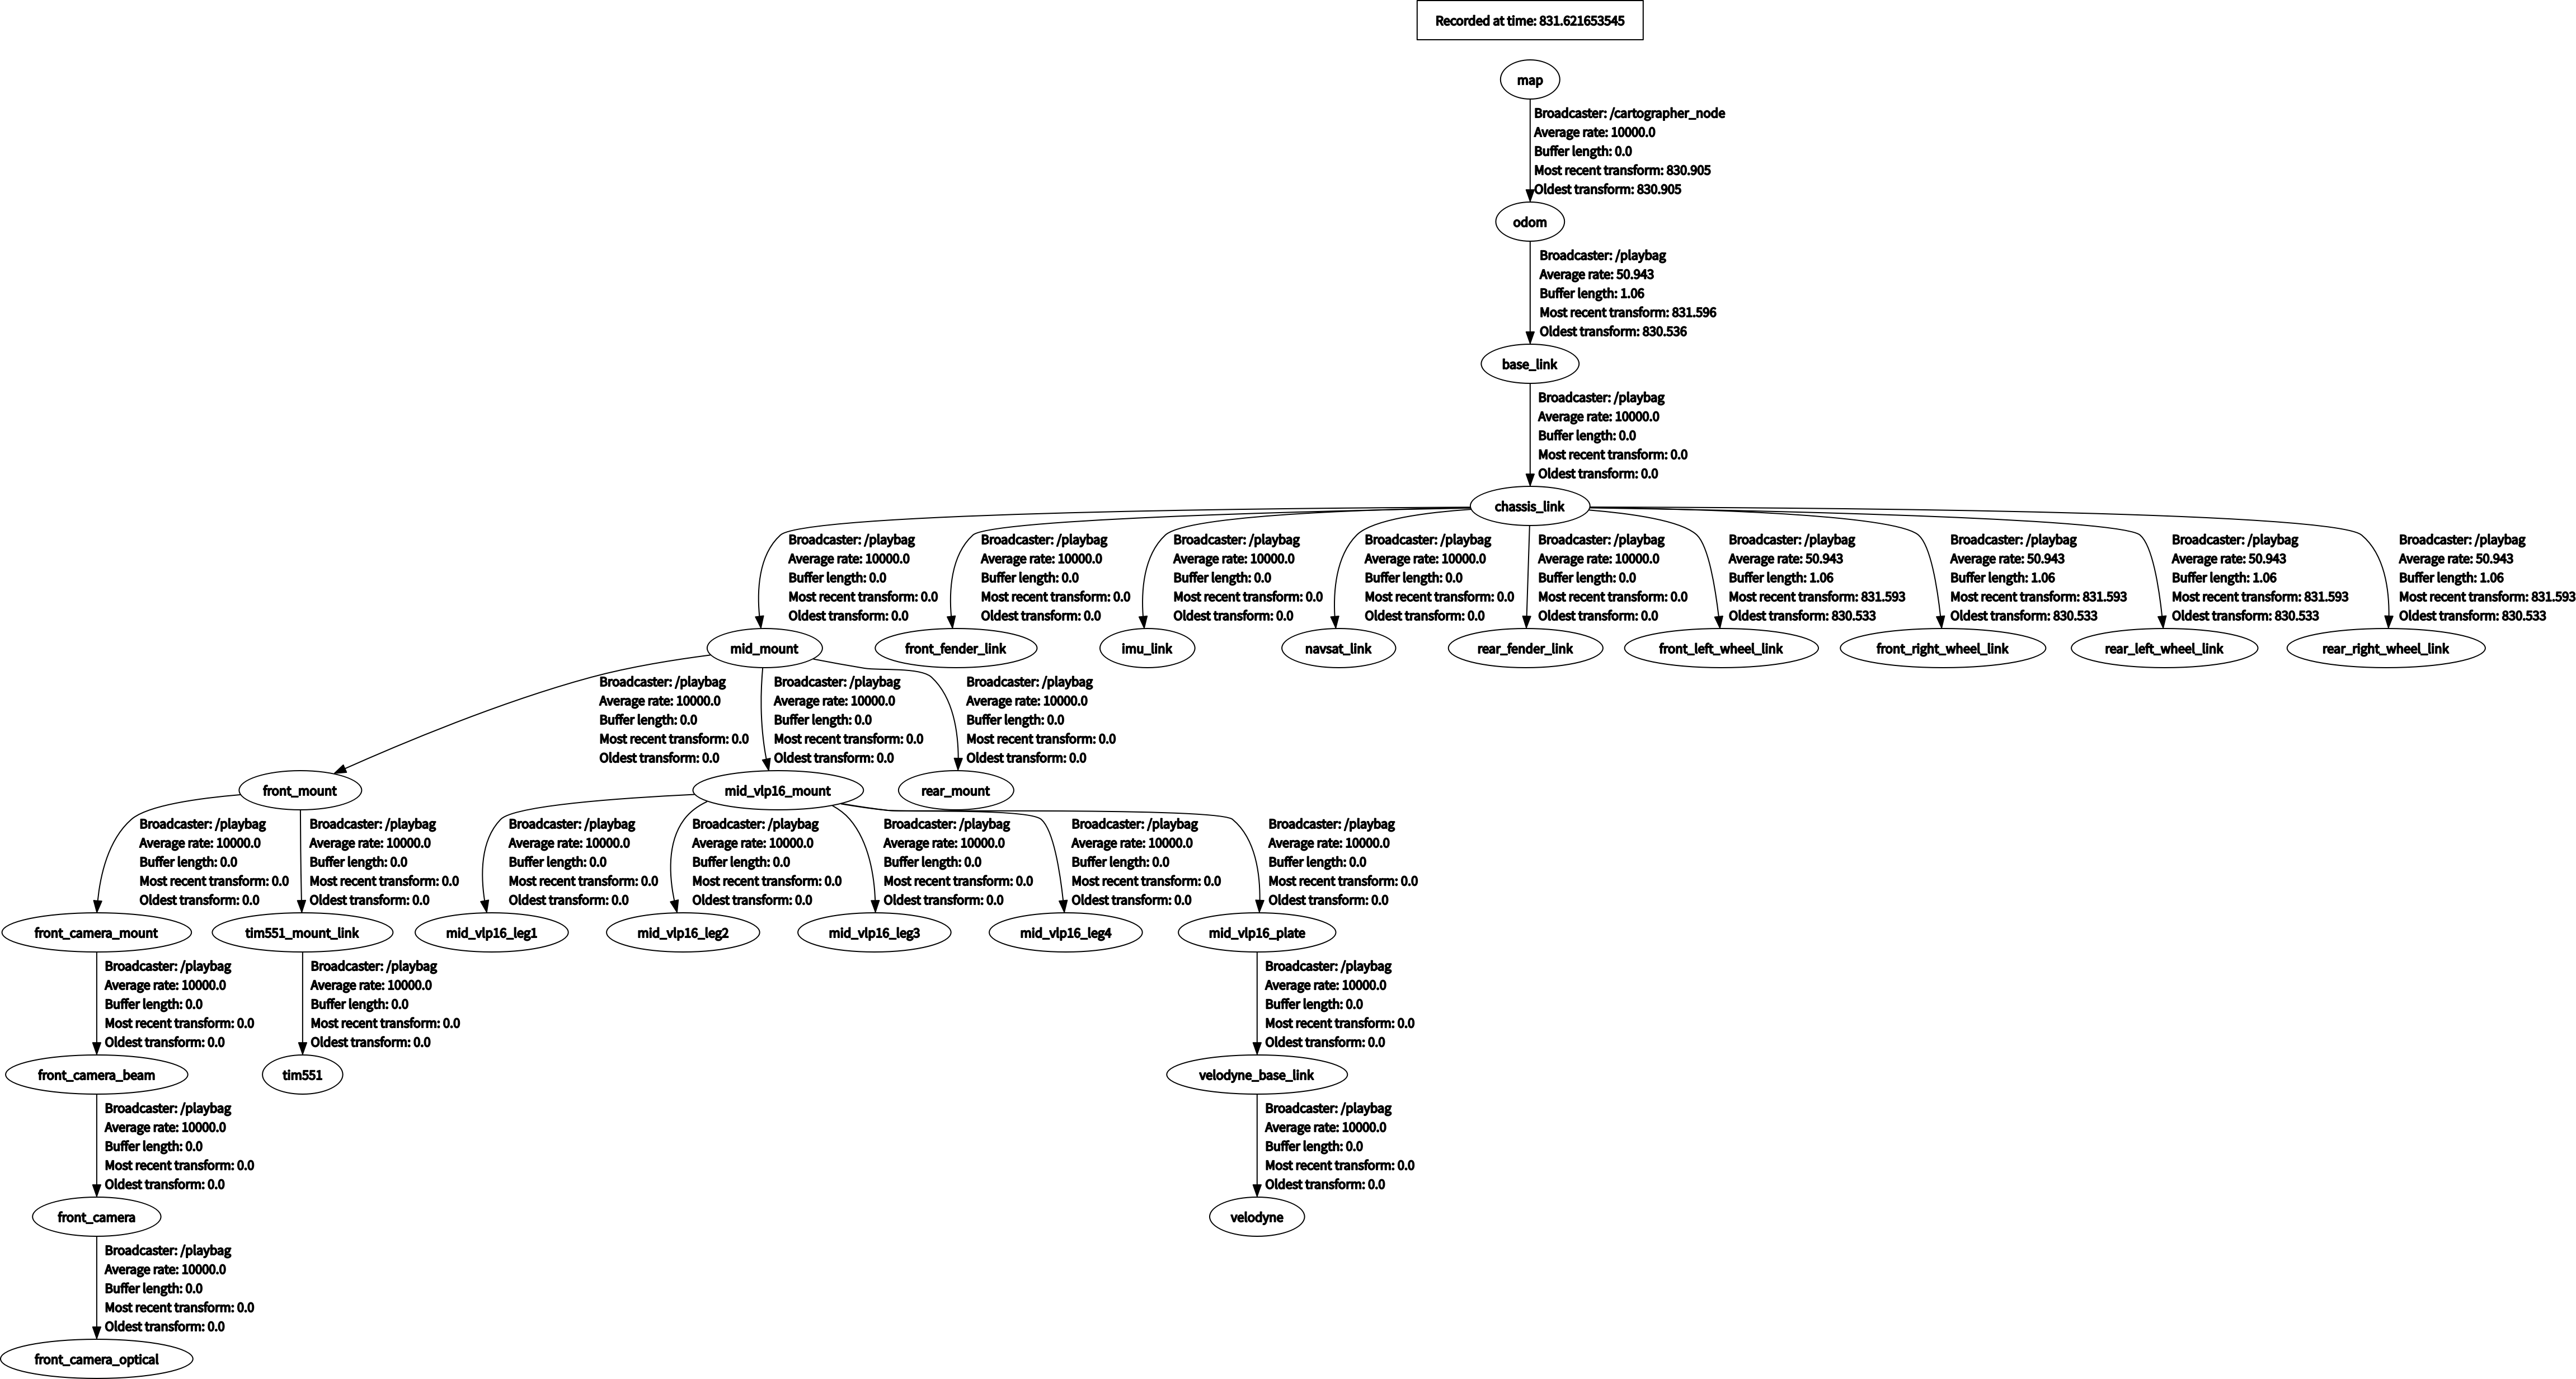 Recorded at time: 831.621653545
map
Broadcaster: /cartographer_node
Average rate: 10000.0
Buffer length: 0.0
Most recent transform: 830.905
Oldest transform: 830.905
odom
Broadcaster: /playbag
Average rate: 50.943
Buffer length: 1.06
Most recent transform: 831.596
Oldest transform: 830.536
base_link
Broadcaster: /playbag
Average rate: 10000.0
Buffer length: 0.0
Most recent transform: 0.0
Oldest transform: 0.0
chassis_link
Broadcaster: /playbag
Average rate: 10000.0
Buffer length: 0.0
Most recent transform: 0.0
Oldest transform: 0.0
Broadcaster: /playbag
Average rate: 10000.0
Buffer length: 0.0
Most recent transform: 0.0
Oldest transform: 0.0
Broadcaster: /playbag
Average rate: 10000.0
Buffer length: 0.0
Most recent transform: 0.0
Oldest transform: 0.0
Broadcaster: /playbag
Average rate: 10000.0
Buffer length: 0.0
Most recent transform: 0.0
Oldest transform: 0.0
Broadcaster: /playbag
Average rate: 10000.0
Buffer length: 0.0
Most recent transform: 0.0
Oldest transform: 0.0
Broadcaster: /playbag
Average rate: 50.943
Buffer length: 1.06
Most recent transform: 831.593
Oldest transform: 830.533
Broadcaster: /playbag
Average rate: 50.943
Buffer length: 1.06
Most recent transform: 831.593
Oldest transform: 830.533
Broadcaster: /playbag
Average rate: 50.943
Buffer length: 1.06
Most recent transform: 831.593
Oldest transform: 830.533
Broadcaster: /playbag
Average rate: 50.943
Buffer length: 1.06
Most recent transform: 831.593
Oldest transform: 830.533
mid_mount
front_fender_link
imu_link
navsat_link
rear_fender_link
front_left_wheel_link
front_right_wheel_link
rear_left_wheel_link
rear_right_wheel_link
Broadcaster: /playbag
Average rate: 10000.0
Buffer length: 0.0
Most recent transform: 0.0
Oldest transform: 0.0
Broadcaster: /playbag
Average rate: 10000.0
Buffer length: 0.0
Most recent transform: 0.0
Oldest transform: 0.0
Broadcaster: /playbag
Average rate: 10000.0
Buffer length: 0.0
Most recent transform: 0.0
Oldest transform: 0.0
front_mount
mid_vlp16_mount
rear_mount
Broadcaster: /playbag
Average rate: 10000.0
Buffer length: 0.0
Most recent transform: 0.0
Oldest transform: 0.0
Broadcaster: /playbag
Average rate: 10000.0
Buffer length: 0.0
Most recent transform: 0.0
Oldest transform: 0.0
Broadcaster: /playbag
Average rate: 10000.0
Buffer length: 0.0
Most recent transform: 0.0
Oldest transform: 0.0
Broadcaster: /playbag
Average rate: 10000.0
Buffer length: 0.0
Most recent transform: 0.0
Oldest transform: 0.0
Broadcaster: /playbag
Average rate: 10000.0
Buffer length: 0.0
Most recent transform: 0.0
Oldest transform: 0.0
Broadcaster: /playbag
Average rate: 10000.0
Buffer length: 0.0
Most recent transform: 0.0
Oldest transform: 0.0
Broadcaster: /playbag
Average rate: 10000.0
Buffer length: 0.0
Most recent transform: 0.0
Oldest transform: 0.0
front_camera_mount
tim551_mount_link
mid_vlp16_leg1
mid_vlp16_leg2
mid_vlp16_leg3
mid_vlp16_leg4
mid_vlp16_plate
Broadcaster: /playbag
Average rate: 10000.0
Buffer length: 0.0
Most recent transform: 0.0
Oldest transform: 0.0
Broadcaster: /playbag
Average rate: 10000.0
Buffer length: 0.0
Most recent transform: 0.0
Oldest transform: 0.0
Broadcaster: /playbag
Average rate: 10000.0
Buffer length: 0.0
Most recent transform: 0.0
Oldest transform: 0.0
front_camera_beam
tim551
velodyne_base_link
Broadcaster: /playbag
Average rate: 10000.0
Buffer length: 0.0
Most recent transform: 0.0
Oldest transform: 0.0
Broadcaster: /playbag
Average rate: 10000.0
Buffer length: 0.0
Most recent transform: 0.0
Oldest transform: 0.0
front_camera
velodyne
Broadcaster: /playbag
Average rate: 10000.0
Buffer length: 0.0
Most recent transform: 0.0
Oldest transform: 0.0
front_camera_optical